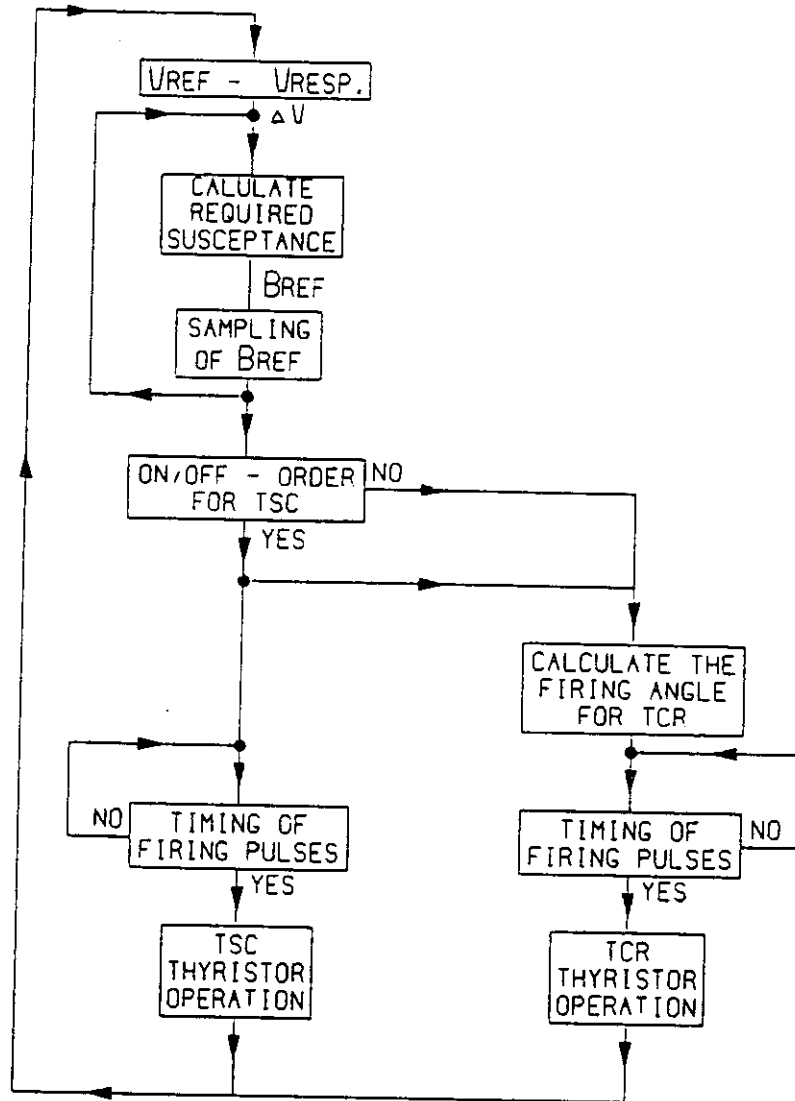 VREF - VRESP.
ΔV
CALULATE
REQUIRED
SUSCEPTANCE
BREF
SAMPLING
OF BREF
ON/OFF - ORDER
FOR TSC
NO
YES
CALCULATE THE
FIRING ANGLE
FOR TCR
NO
TIMING OF
FIRING PULSES
YES
TIMING OF
FIRING PULSES
NO
YES
TSC
THYRISTOR
OPERATION
TCR
THYRISTOR
OPERATION